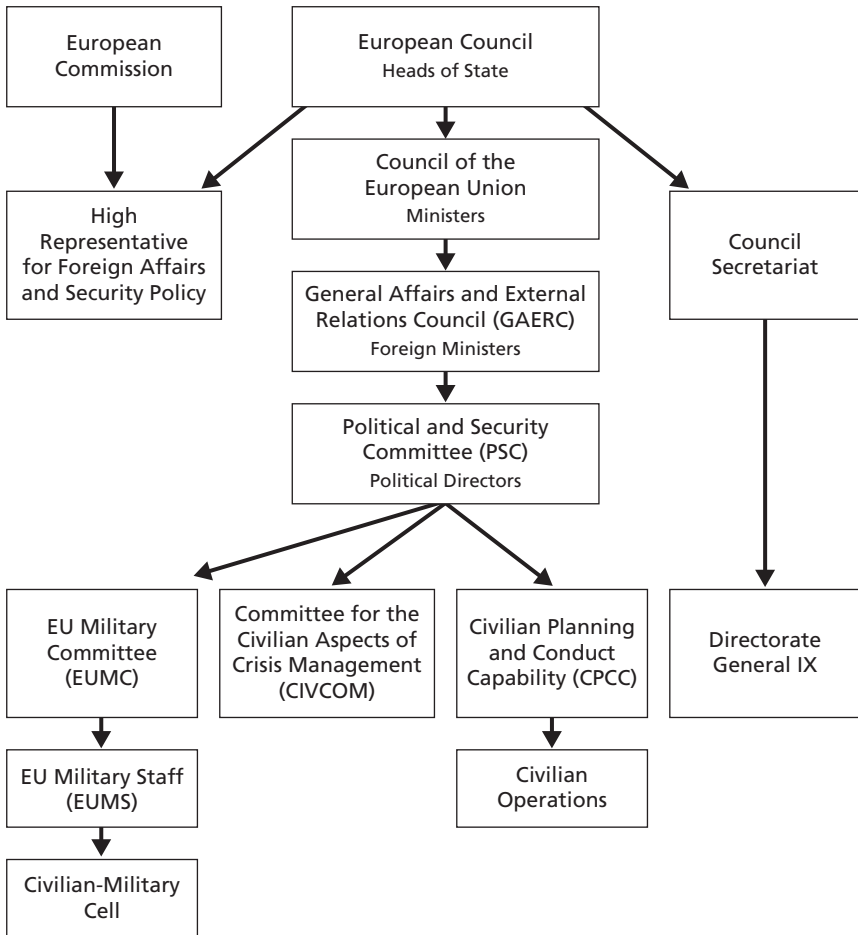 European
Commission
European Council
Heads of State
Council of the
European Union
Ministers
High
Representative
for Foreign Affairs
and Security Policy
Council
Secretariat
General Affairs and External
Relations Council (GAERC)
Foreign Ministers
Political and Security
Committee (PSC)
Political Directors
EU Military
Committee
(EUMC)
Committee for the
Civilian Aspects of
Crisis Management
(CIVCOM)
Civilian Planning
and Conduct
Capability (CPCC)
Directorate
General IX
EU Military Staff
(EUMS)
Civilian
Operations
Civilian-Military
Cell